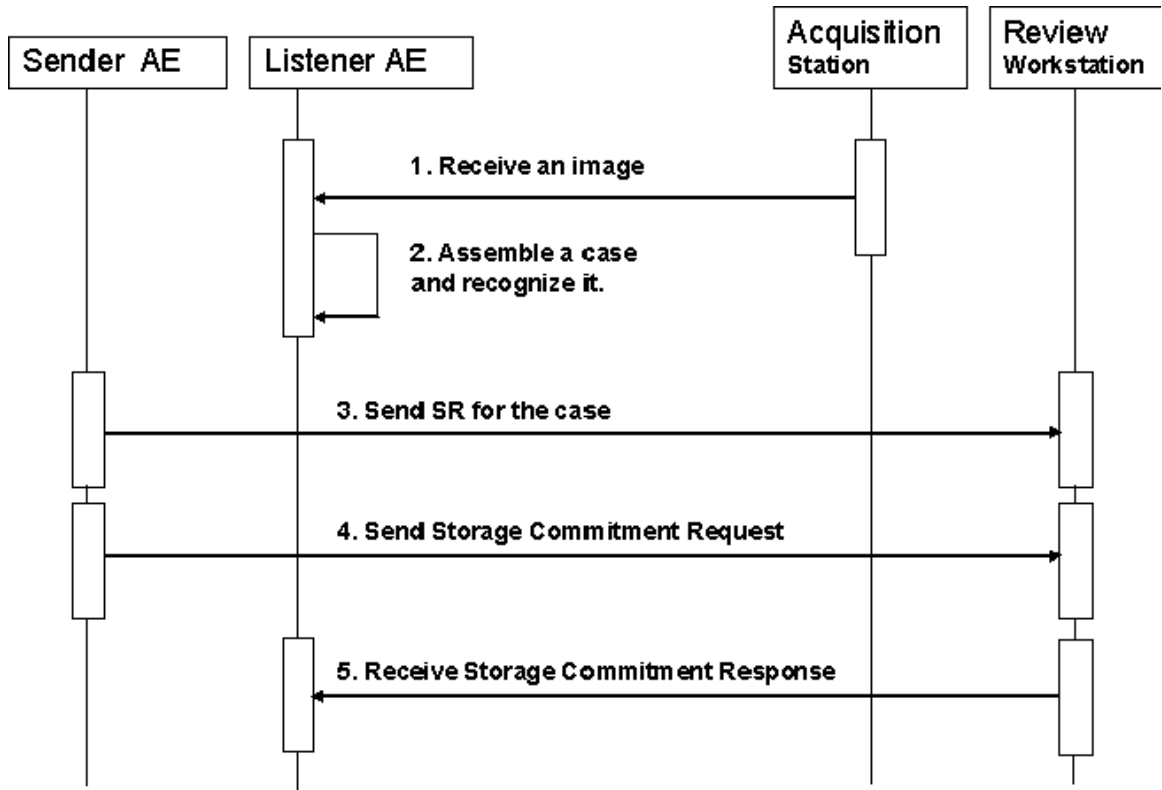 Sender AE
Listener AE
Acquisition
Station
Review
Workstation
1. Receive an image
2. Assemble a case
and recognize it.
3. Send SR for the case
4. Send Storage Commitment Request
5. Receive Storage Commitment Response